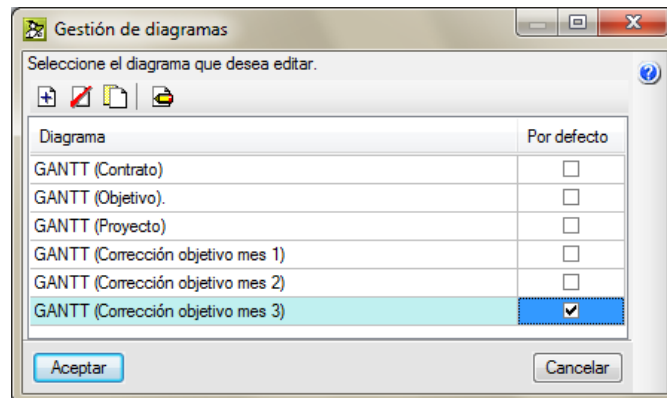 Gestión de diagramas
Seleccione el diagrama que desea editar.
Diagrama Por defecto
GANTT (Contrato)
GANTT (Objetivo).
GANTT (Proyecto)
GANTT (Corrección objetivo mes 1)
GANTT (Corrección objetivo mes 2)
GANTT (Corrección objetivo mes 3)
Aceptar Cancelar